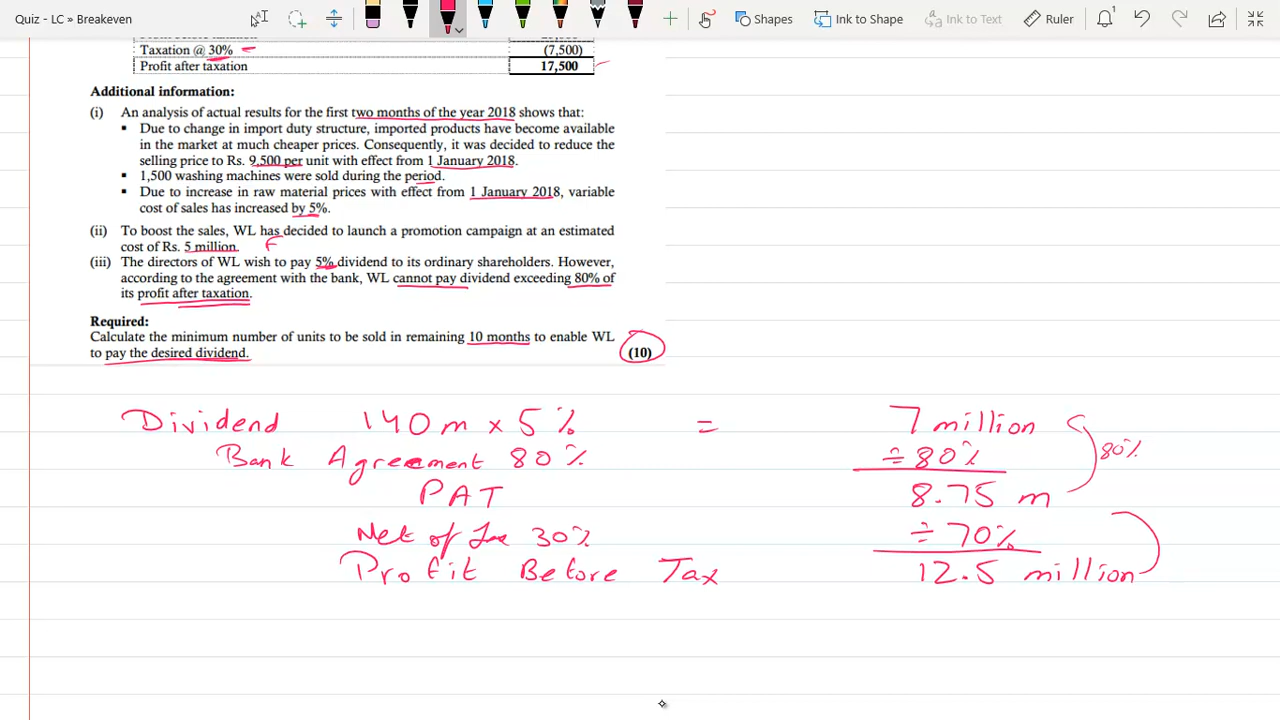 Quiz - LC » Breakeven
Shapes
Ink to Shape
Ink to Text
Ruler
Taxation @ 30% (7,500)
Profit after taxation 17,500
Additional information:
(i) An analysis of actual results for the first two months of the year 2018 shows that:
▪ Due to change in import duty structure, imported products have become available
in the market at much cheaper prices. Consequently, it was decided to reduce the
selling price to Rs. 9,500 per unit with effect from 1 January 2018.
▪ 1,500 washing machines were sold during the period.
▪ Due to increase in raw material prices with effect from 1 January 2018, variable
cost of sales has increased by 5%.
(ii) To boost the sales, WL has decided to launch a promotion campaign at an estimated
cost of Rs. 5 million. F
(iii) The directors of WL wish to pay 5% dividend to its ordinary shareholders. However,
according to the agreement with the bank, WL cannot pay dividend exceeding 80% of
its profit after taxation.
Required:
Calculate the minimum number of units to be sold in remaining 10 months to enable WL
to pay the desired dividend. (10)
Dividend 140 m × 5% = 7 million
Bank Agreement 80% ÷ 80% 80%
PAT 8.75 m
Net of Tax 30% ÷ 70%
Profit Before Tax 12.5 million